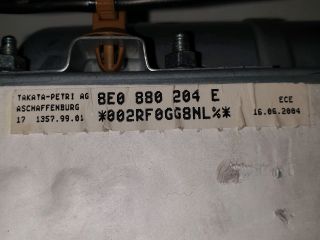 TAKATA-PETRI AG
ASCHAFFENBURG
17 1357.99.01
8E0 880 204 E
*002RF0GG8NL%*
ECE
16.06.2004